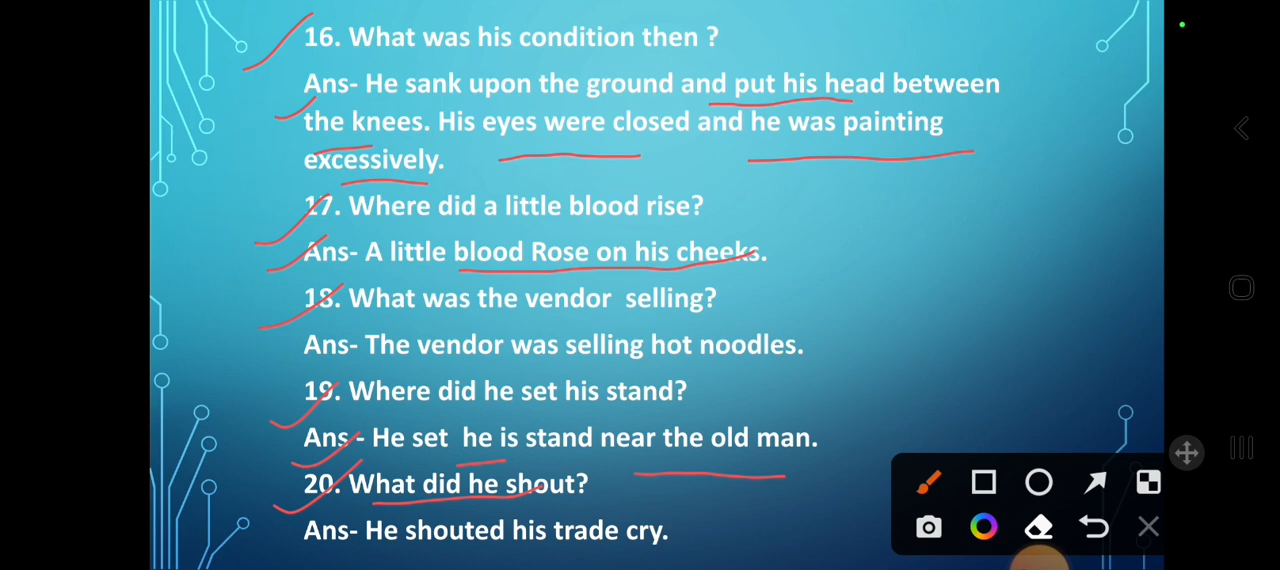 16. What was his condition then ?
Ans- He sank upon the ground and put his head between
the knees. His eyes were closed and he was painting
excessively.
17. Where did a little blood rise?
Ans- A little blood Rose on his cheeks.
18. What was the vendor  selling?
Ans- The vendor was selling hot noodles.
19. Where did he set his stand?
Ans - He set  he is stand near the old man.
20. What did he shout?
Ans- He shouted his trade cry.